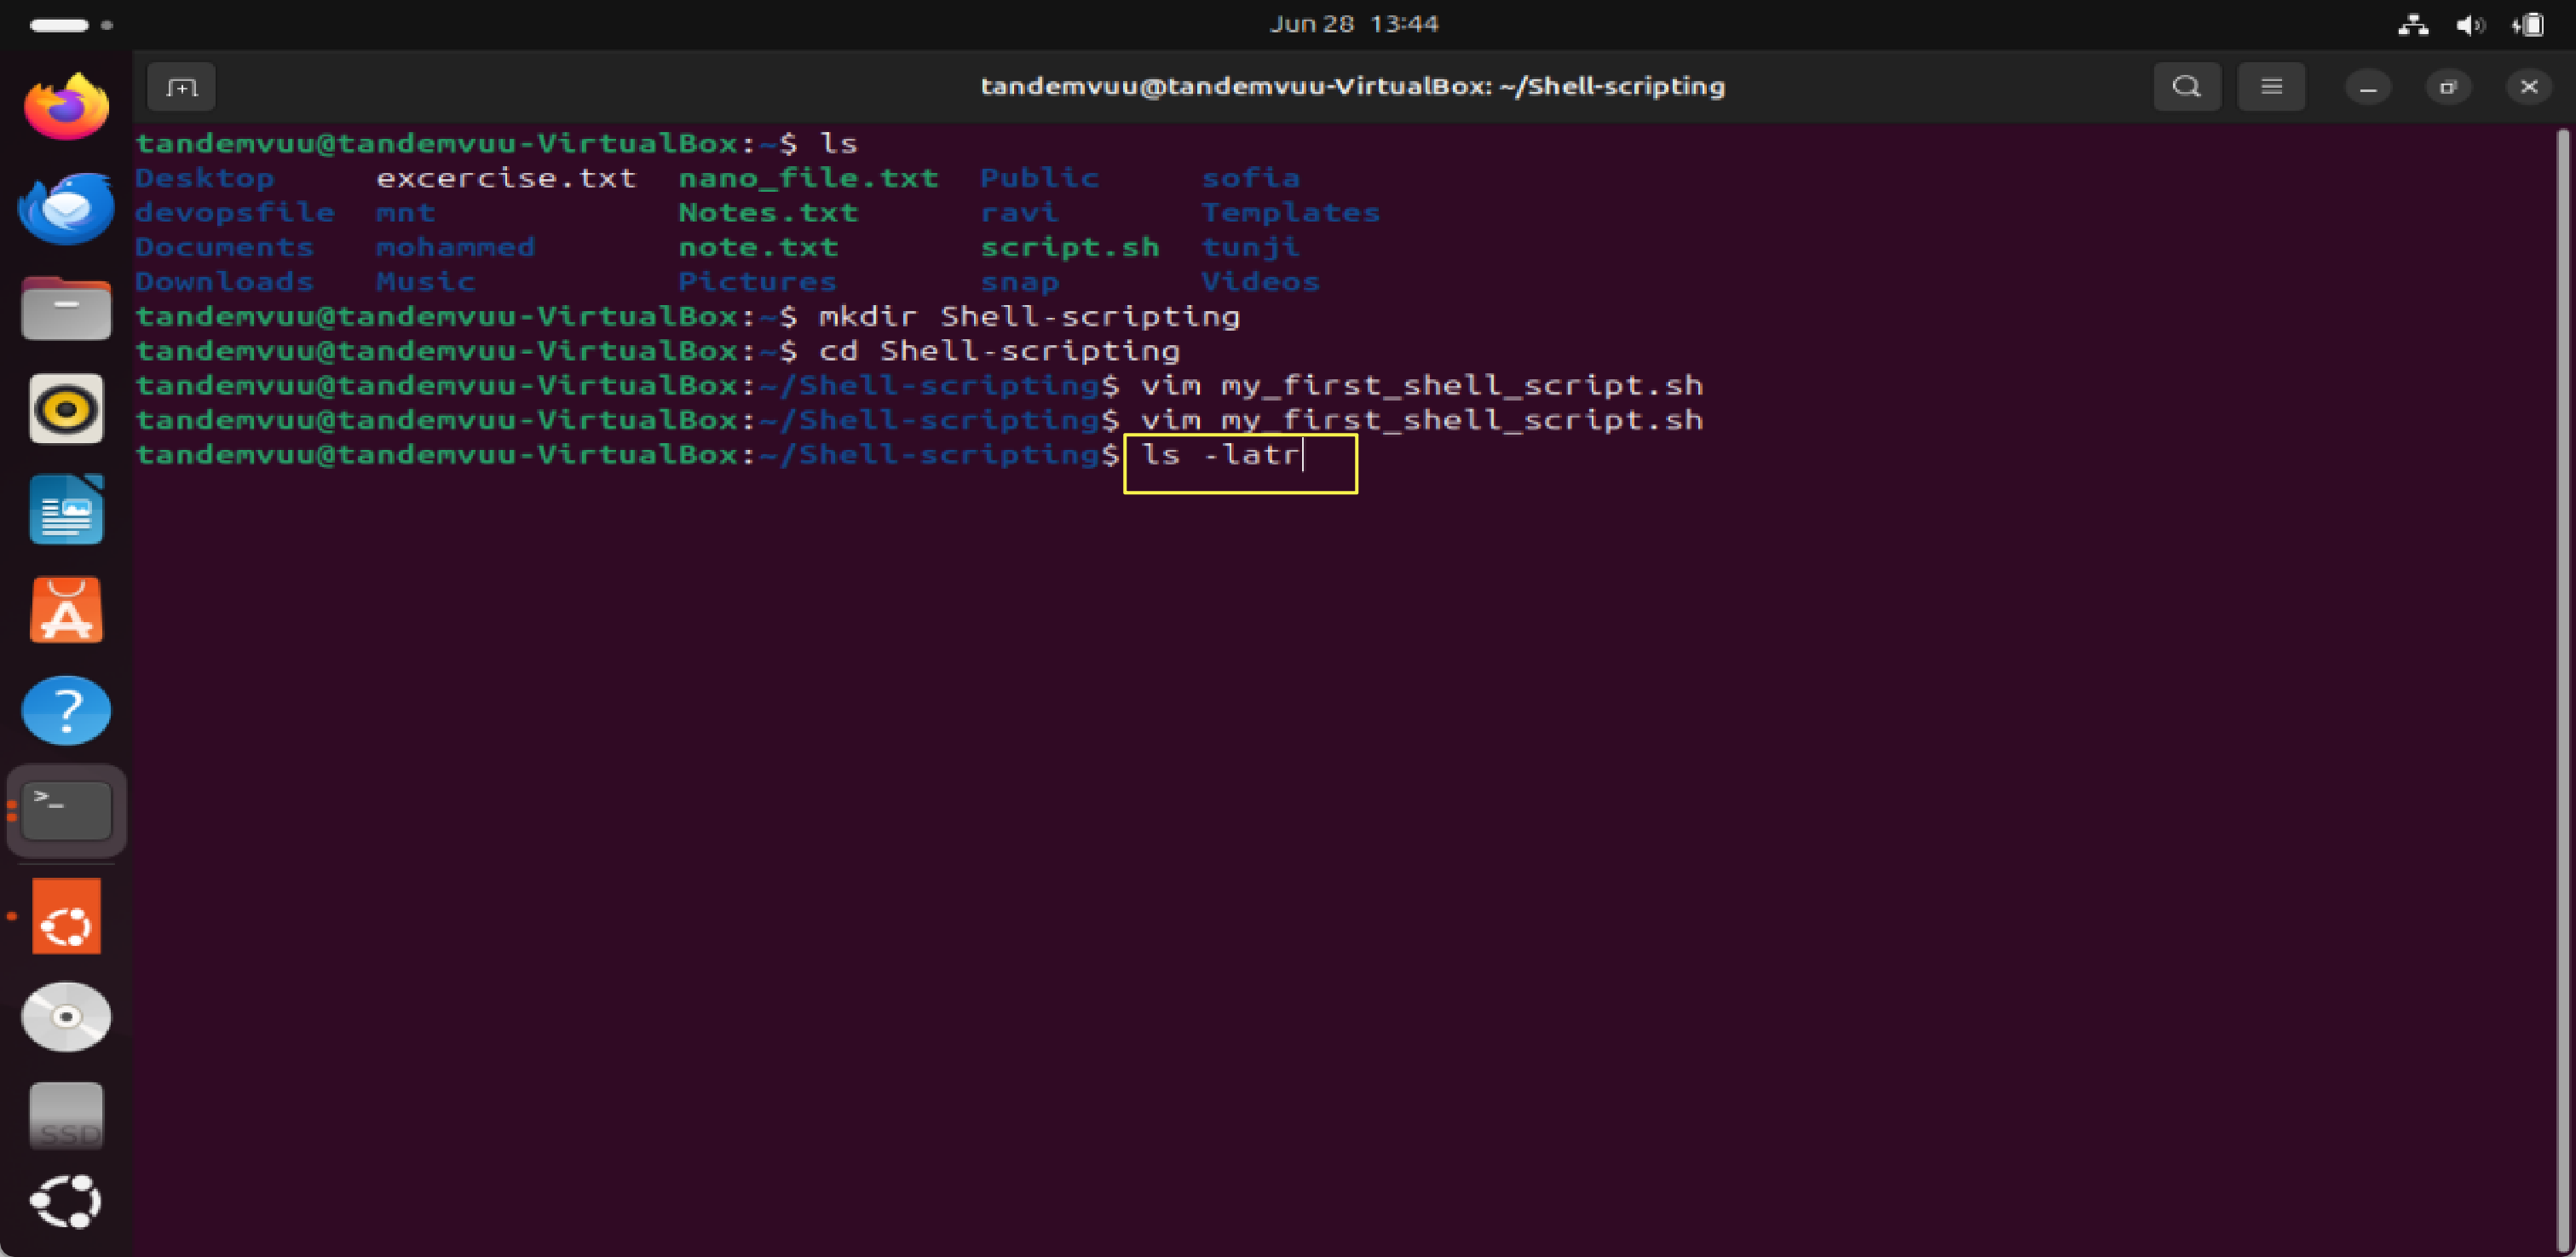 Jun 28 13:44
tandemvuu@tandemvuu-VirtualBox: ~/Shell-scripting
tandemvuu@tandemvuu-VirtualBox:~$ ls
Desktop excercise.txt nano_file.txt Public sofia
devopsfile mnt Notes.txt ravi Templates
Documents mohammed note.txt script.sh tunji
Downloads Music Pictures snap Videos
tandemvuu@tandemvuu-VirtualBox:~$ mkdir Shell-scripting
tandemvuu@tandemvuu-VirtualBox:~$ cd Shell-scripting
tandemvuu@tandemvuu-VirtualBox:~/Shell-scripting$ vim my_first_shell_script.sh
tandemvuu@tandemvuu-VirtualBox:~/Shell-scripting$ vim my_first_shell_script.sh
tandemvuu@tandemvuu-VirtualBox:~/Shell-scripting$ ls -latr
SSD